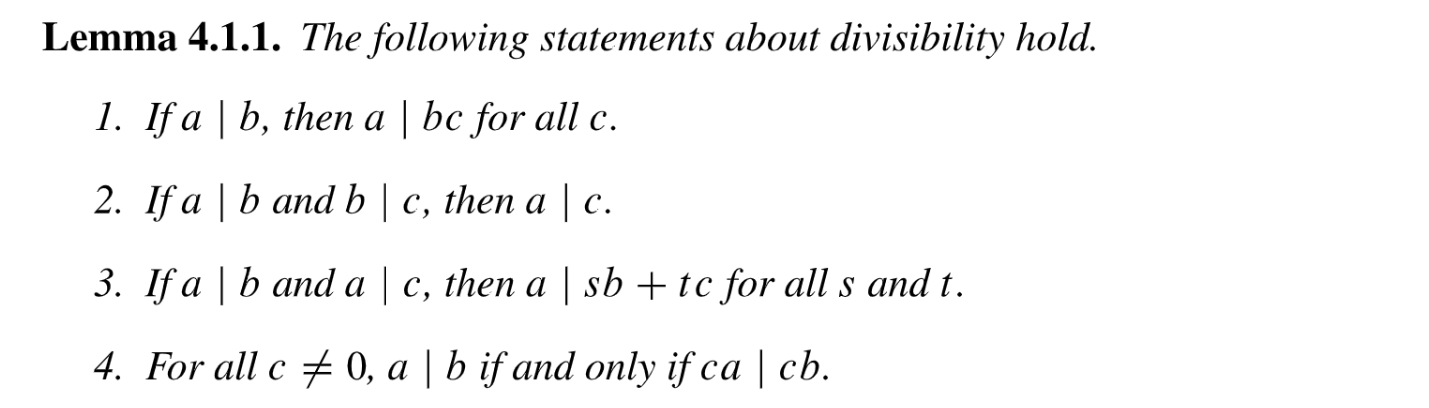 Lemma 4.1.1. The following statements about divisibility hold.
1. If a | b, then a | bc for all c.
2. If a | b and b | c, then a | c.
3. If a | b and a | c, then a | sb + tc for all s and t.
4. For all c ≠ 0, a | b if and only if ca | cb.